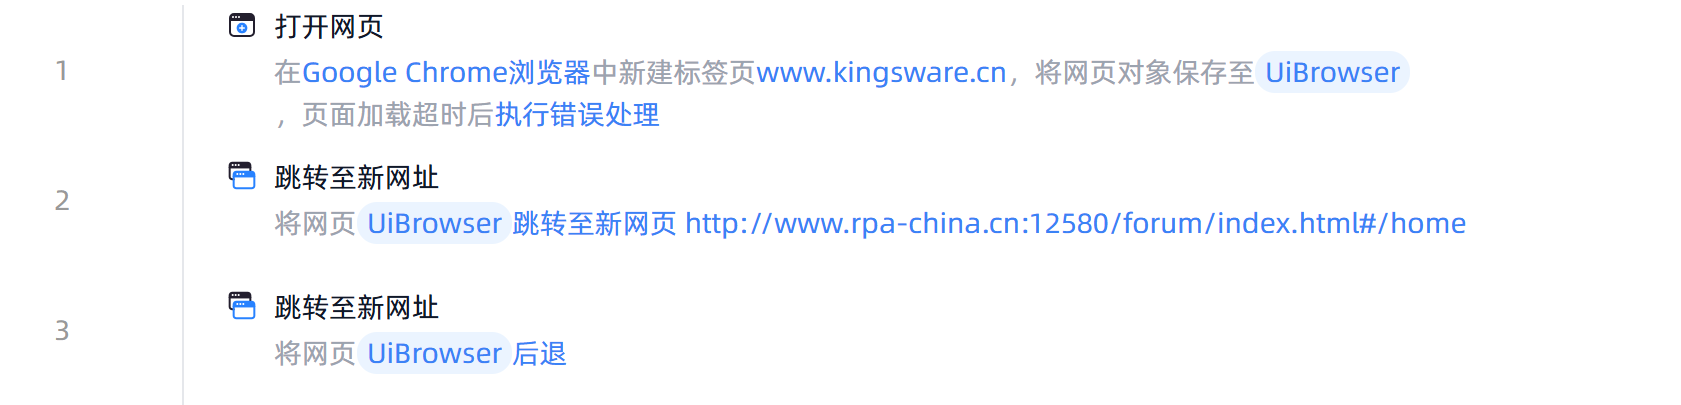 打开网页
1
在Google Chrome浏览器中新建标签页www.kingsware.cn，将网页对象保存至 UiBrowser
，页面加载超时后执行错误处理
跳转至新网址
2
将网页 UiBrowser 跳转至新网页 http://www.rpa-china.cn:12580/forum/index.html#/home
跳转至新网址
3
将网页 UiBrowser 后退